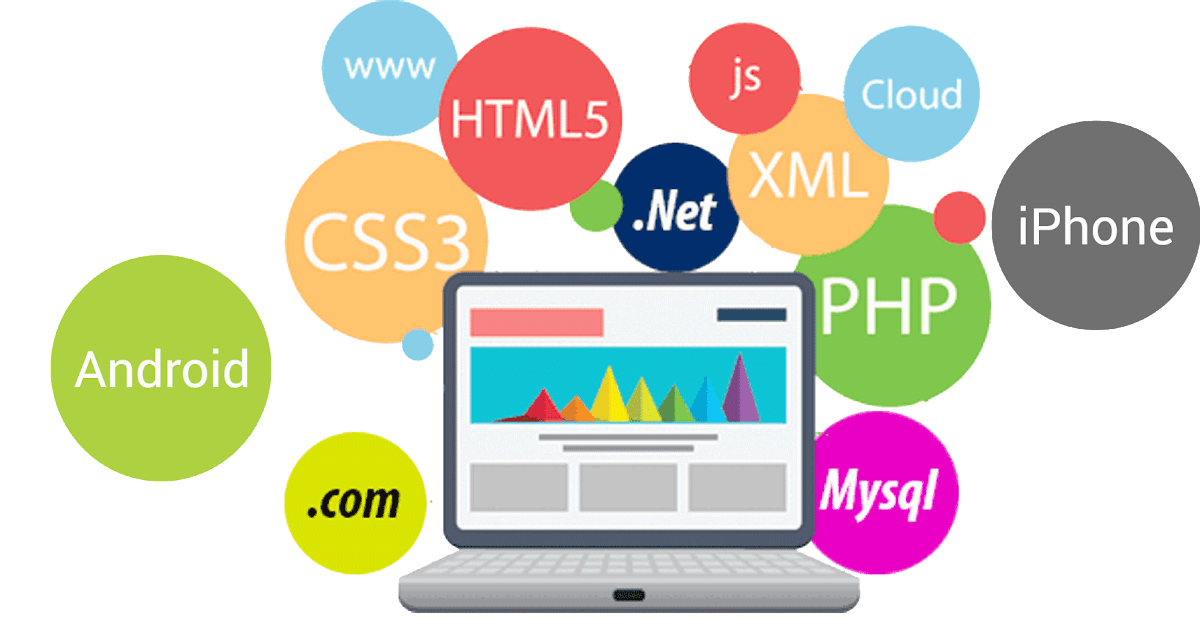 www
HTML5
js
Cloud
CSS3
.Net
XML
iPhone
PHP
Android
.com
Mysql